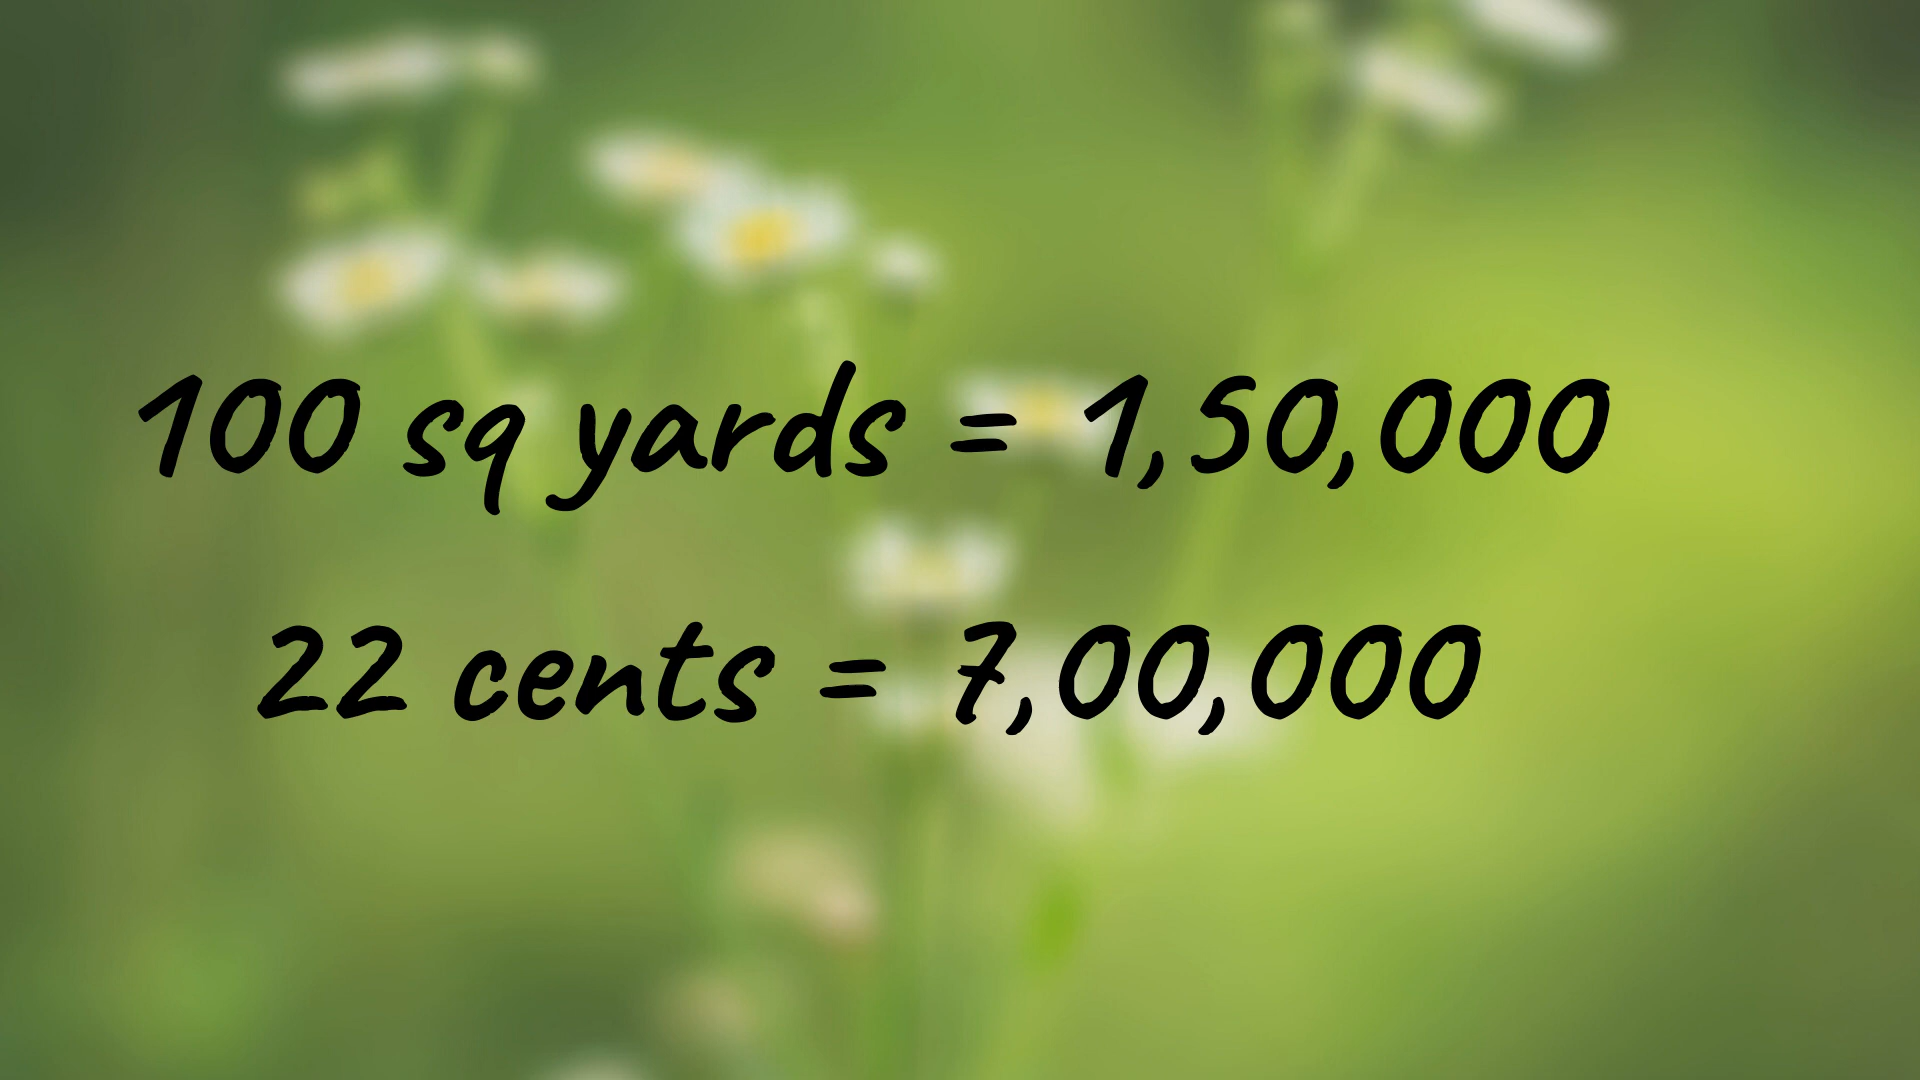 100 sq yards = 1,50,000
22 cents = 7,00,000